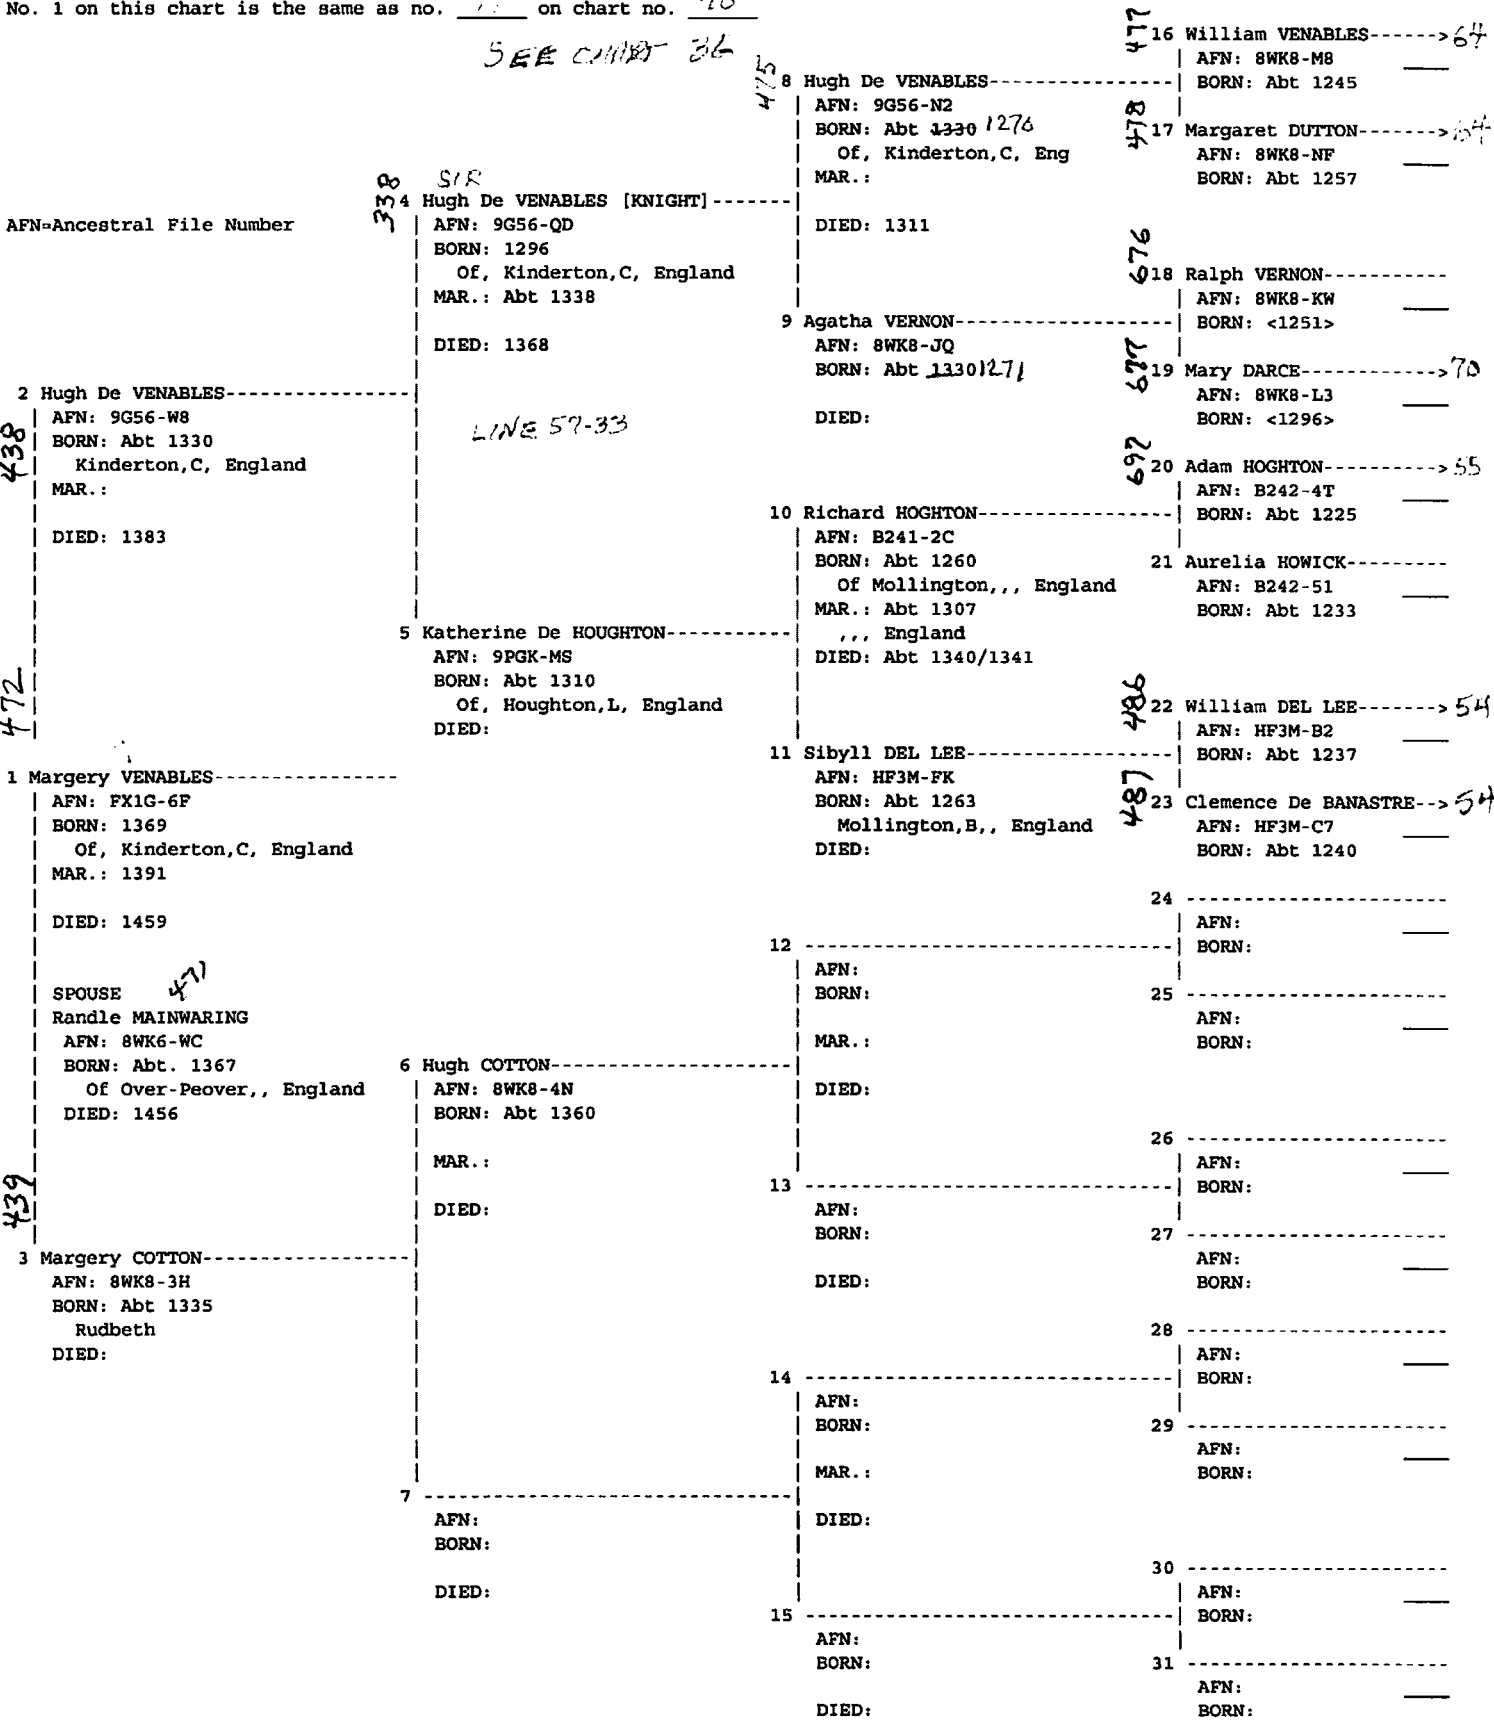 No. 1 on this chart is the same as no. on chart no.
SEE CHART 36
AFN=Ancestral File Number
477
16 William VENABLES------> 64
AFN: 8WK8-M8
BORN: Abt 1245
475
8 Hugh De VENABLES---------------
AFN: 9G56-N2
BORN: Abt 1330 1276
Of, Kinderton,C, Eng
MAR.:
DIED: 1311
478
17 Margaret DUTTON-------> 64
AFN: 8WK8-NF
BORN: Abt 1257
338
SIR
4 Hugh De VENABLES [KNIGHT]-------
AFN: 9G56-QD
BORN: 1296
Of, Kinderton,C, England
MAR.: Abt 1338
DIED: 1368
676
18 Ralph VERNON----------
AFN: 8WK8-KW
BORN: <1251>
9 Agatha VERNON------------------
AFN: 8WK8-JQ
BORN: Abt 1330 1271
DIED:
677
19 Mary DARCE------------> 70
AFN: 8WK8-L3
BORN: <1296>
2 Hugh De VENABLES---------------
438
AFN: 9G56-W8
BORN: Abt 1330
Kinderton,C, England
MAR.:
DIED: 1383
LINE 57-33
692
20 Adam HOGHTON----------> 55
AFN: B242-4T
BORN: Abt 1225
10 Richard HOGHTON----------------
AFN: B241-2C
BORN: Abt 1260
Of Mollington,,, England
MAR.: Abt 1307
,,, England
DIED: Abt 1340/1341
21 Aurelia HOWICK---------
AFN: B242-51
BORN: Abt 1233
5 Katherine De HOUGHTON-----------
AFN: 9PGK-MS
BORN: Abt 1310
Of, Houghton,L, England
DIED:
486
22 William DEL LEE-------> 54
AFN: HF3M-B2
BORN: Abt 1237
11 Sibyll DEL LEE-----------------
AFN: HF3M-FK
BORN: Abt 1263
Mollington,B,, England
DIED:
487
23 Clemence De BANASTRE--> 54
AFN: HF3M-C7
BORN: Abt 1240
472
1 Margery VENABLES---------------
AFN: FX1G-6F
BORN: 1369
Of, Kinderton,C, England
MAR.: 1391
DIED: 1459
471
SPOUSE
Randle MAINWARING
AFN: 8WK6-WC
BORN: Abt. 1367
Of Over-Peover,, England
DIED: 1456
24 ----------------------
AFN:
BORN:
12 -------------------------------
AFN:
BORN:
MAR.:
DIED:
25 ----------------------
AFN:
BORN:
6 Hugh COTTON--------------------
AFN: 8WK8-4N
BORN: Abt 1360
MAR.:
DIED:
26 ----------------------
AFN:
BORN:
13 -------------------------------
AFN:
BORN:
DIED:
27 ----------------------
AFN:
BORN:
439
3 Margery COTTON-----------------
AFN: 8WK8-3H
BORN: Abt 1335
Rudbeth
DIED:
28 ----------------------
AFN:
BORN:
14 -------------------------------
AFN:
BORN:
MAR.:
DIED:
29 ----------------------
AFN:
BORN:
7 -------------------------------
AFN:
BORN:
DIED:
30 ----------------------
AFN:
BORN:
15 -------------------------------
AFN:
BORN:
DIED:
31 ----------------------
AFN:
BORN: